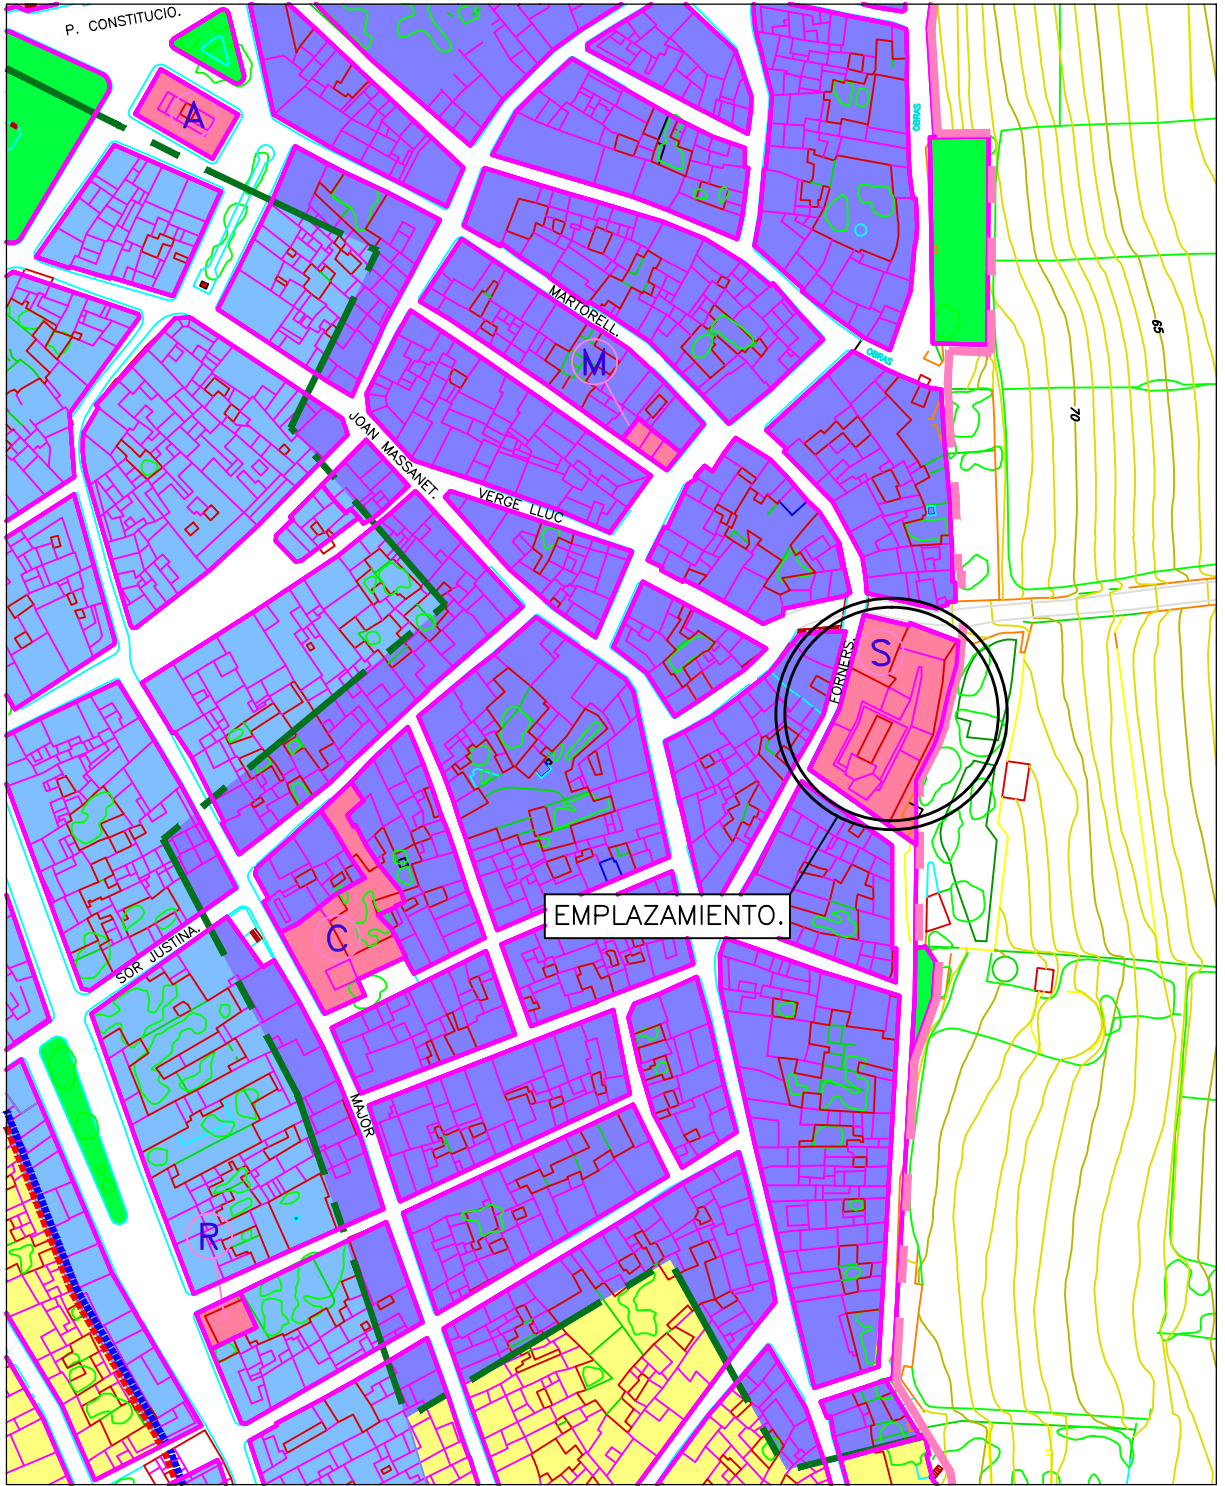 P. CONSTITUCIO.
A
OBRAS
MARTORELL.
65
OBRAS
M
70
JOAN MASSANET.
VERGE LLUC
FORNERS.
S
EMPLAZAMIENTO.
SOR JUSTINA.
C
MAJOR
R